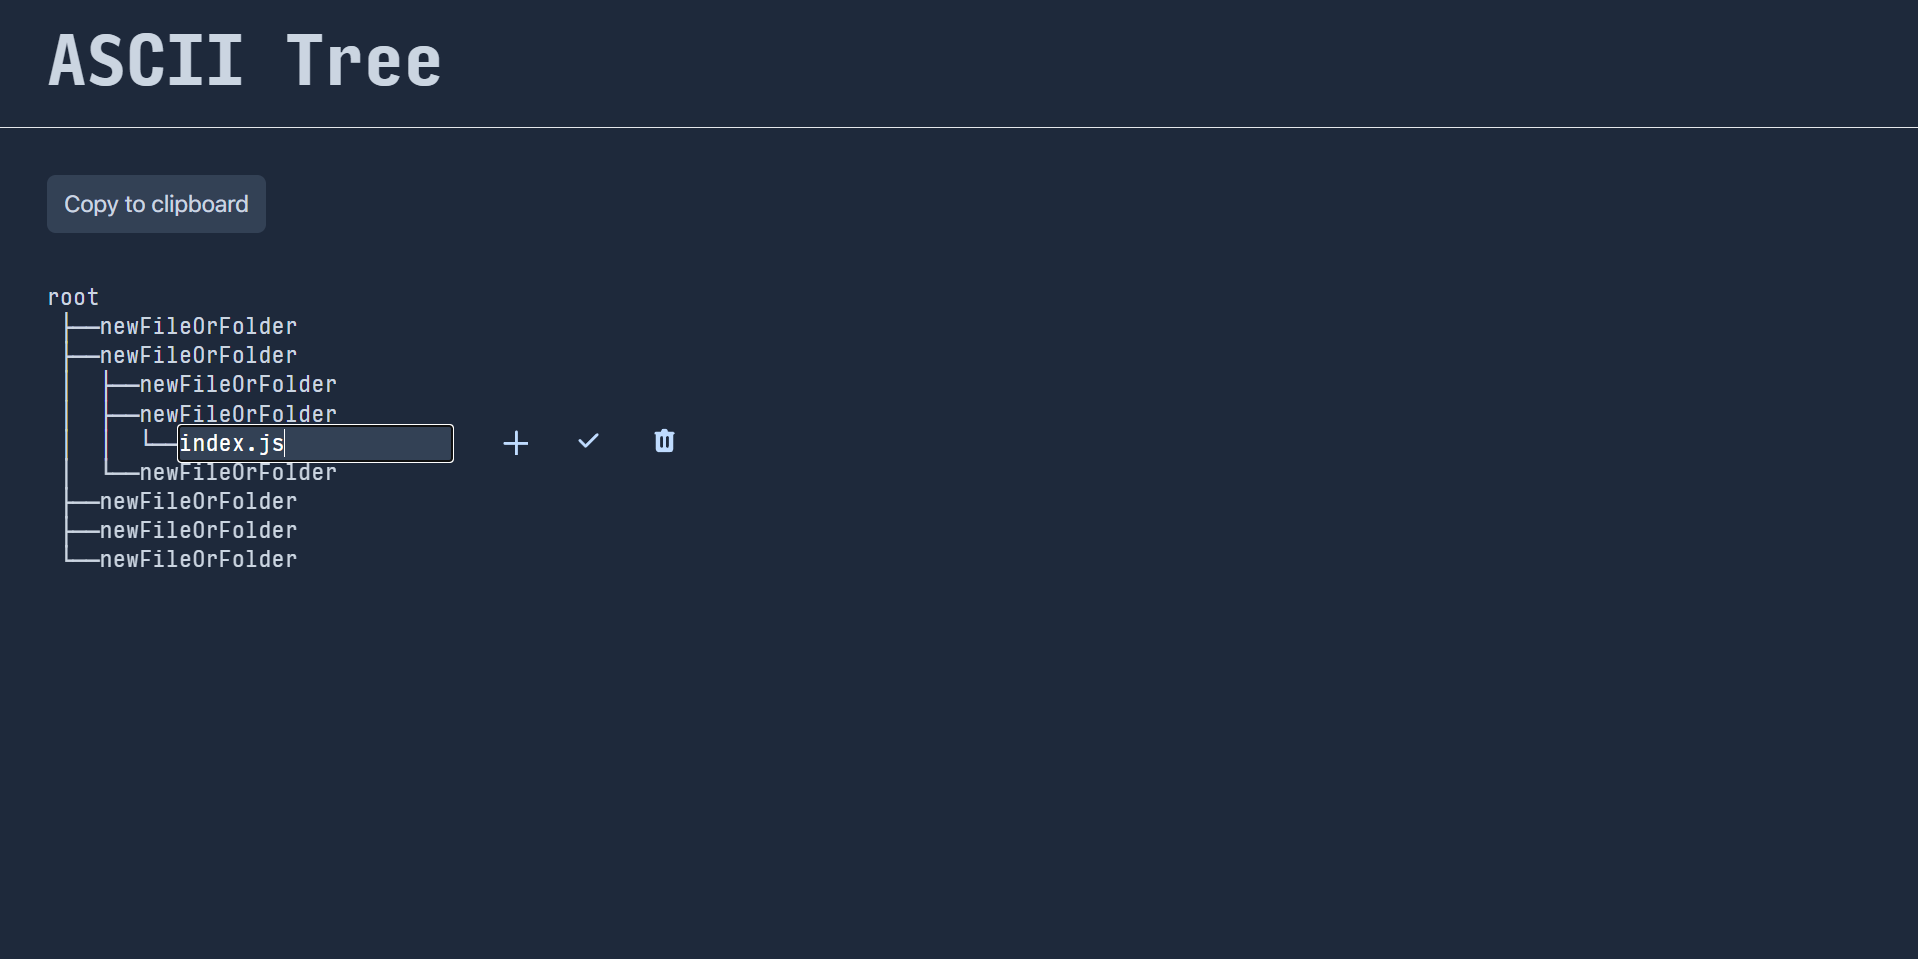 ASCII Tree
Copy to clipboard
root
├──newFileOrFolder
├──newFileOrFolder
│  ├──newFileOrFolder
│  ├──newFileOrFolder
│  │  └──index.js
│  └──newFileOrFolder
├──newFileOrFolder
├──newFileOrFolder
└──newFileOrFolder